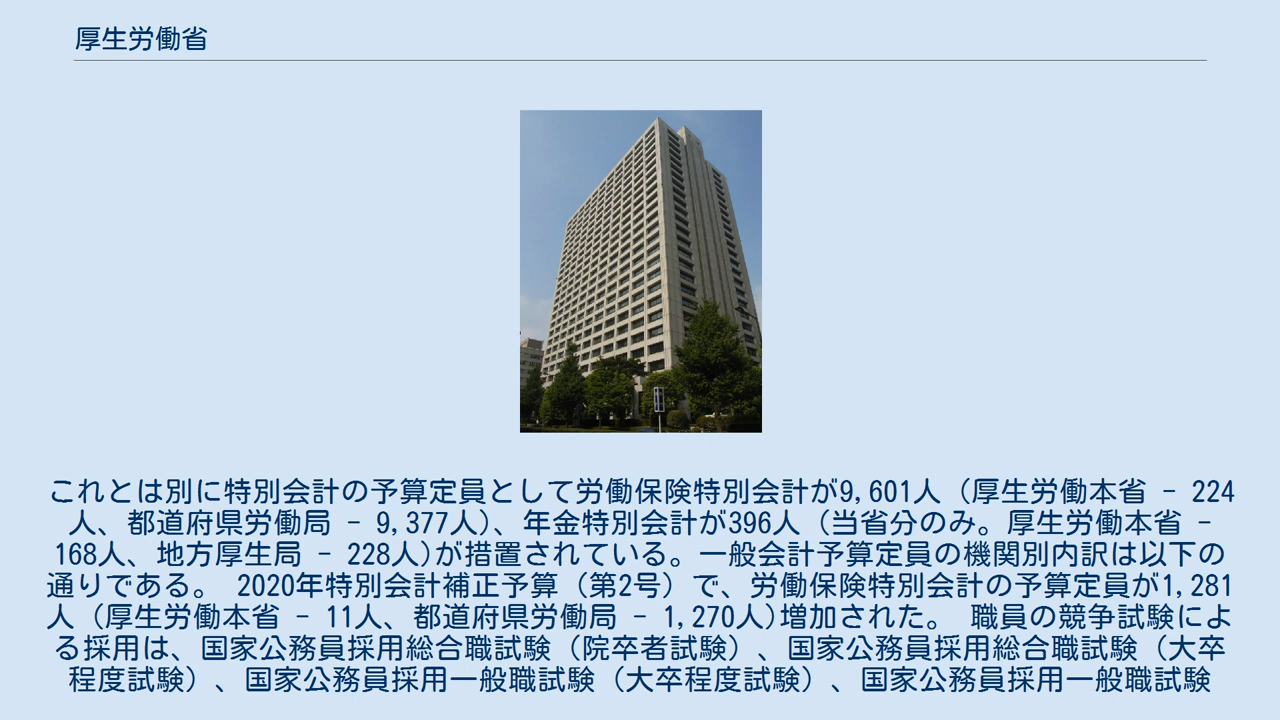 厚生労働省
これとは別に特別会計の予算定員として労働保険特別会計が9,601人（厚生労働本省 - 224
人、都道府県労働局 - 9,377人)、年金特別会計が396人（当省分のみ。厚生労働本省 -
168人、地方厚生局 - 228人)が措置されている。一般会計予算定員の機関別内訳は以下の
通りである。 2020年特別会計補正予算（第2号）で、労働保険特別会計の予算定員が1,281
人（厚生労働本省 - 11人、都道府県労働局 - 1,270人)増加された。 職員の競争試験によ
る採用は、国家公務員採用総合職試験（院卒者試験）、国家公務員採用総合職試験（大卒
程度試験）、国家公務員採用一般職試験（大卒程度試験）、国家公務員採用一般職試験